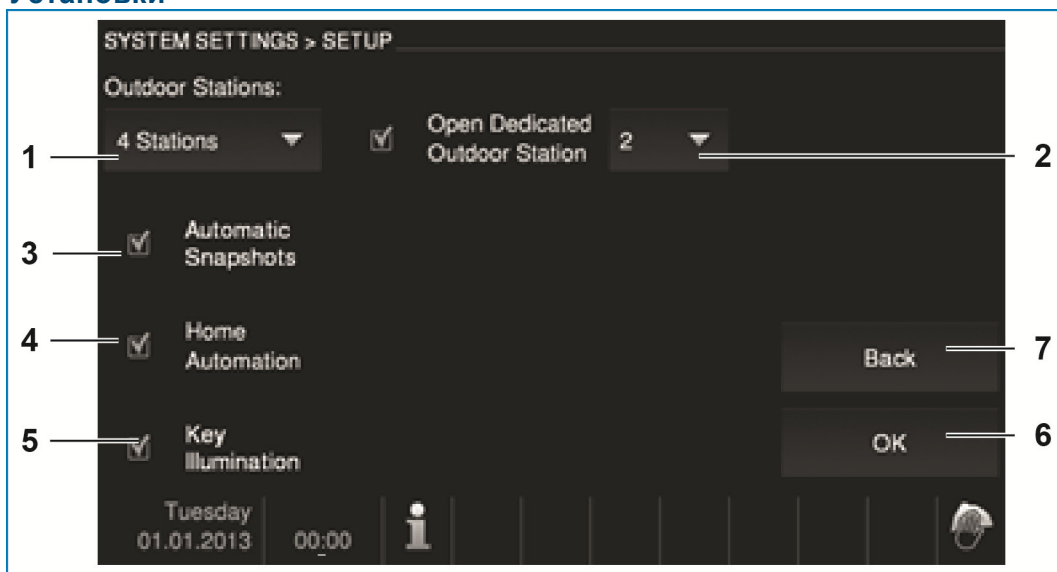 Установки
SYSTEM SETTINGS > SETUP
Outdoor Stations:
4 Stations
Open Dedicated
Outdoor Station
2
1
2
Automatic
Snapshots
3
Home
Automation
4
Back
7
Key
Illumination
5
OK
6
Tuesday
01.01.2013
00:00
i